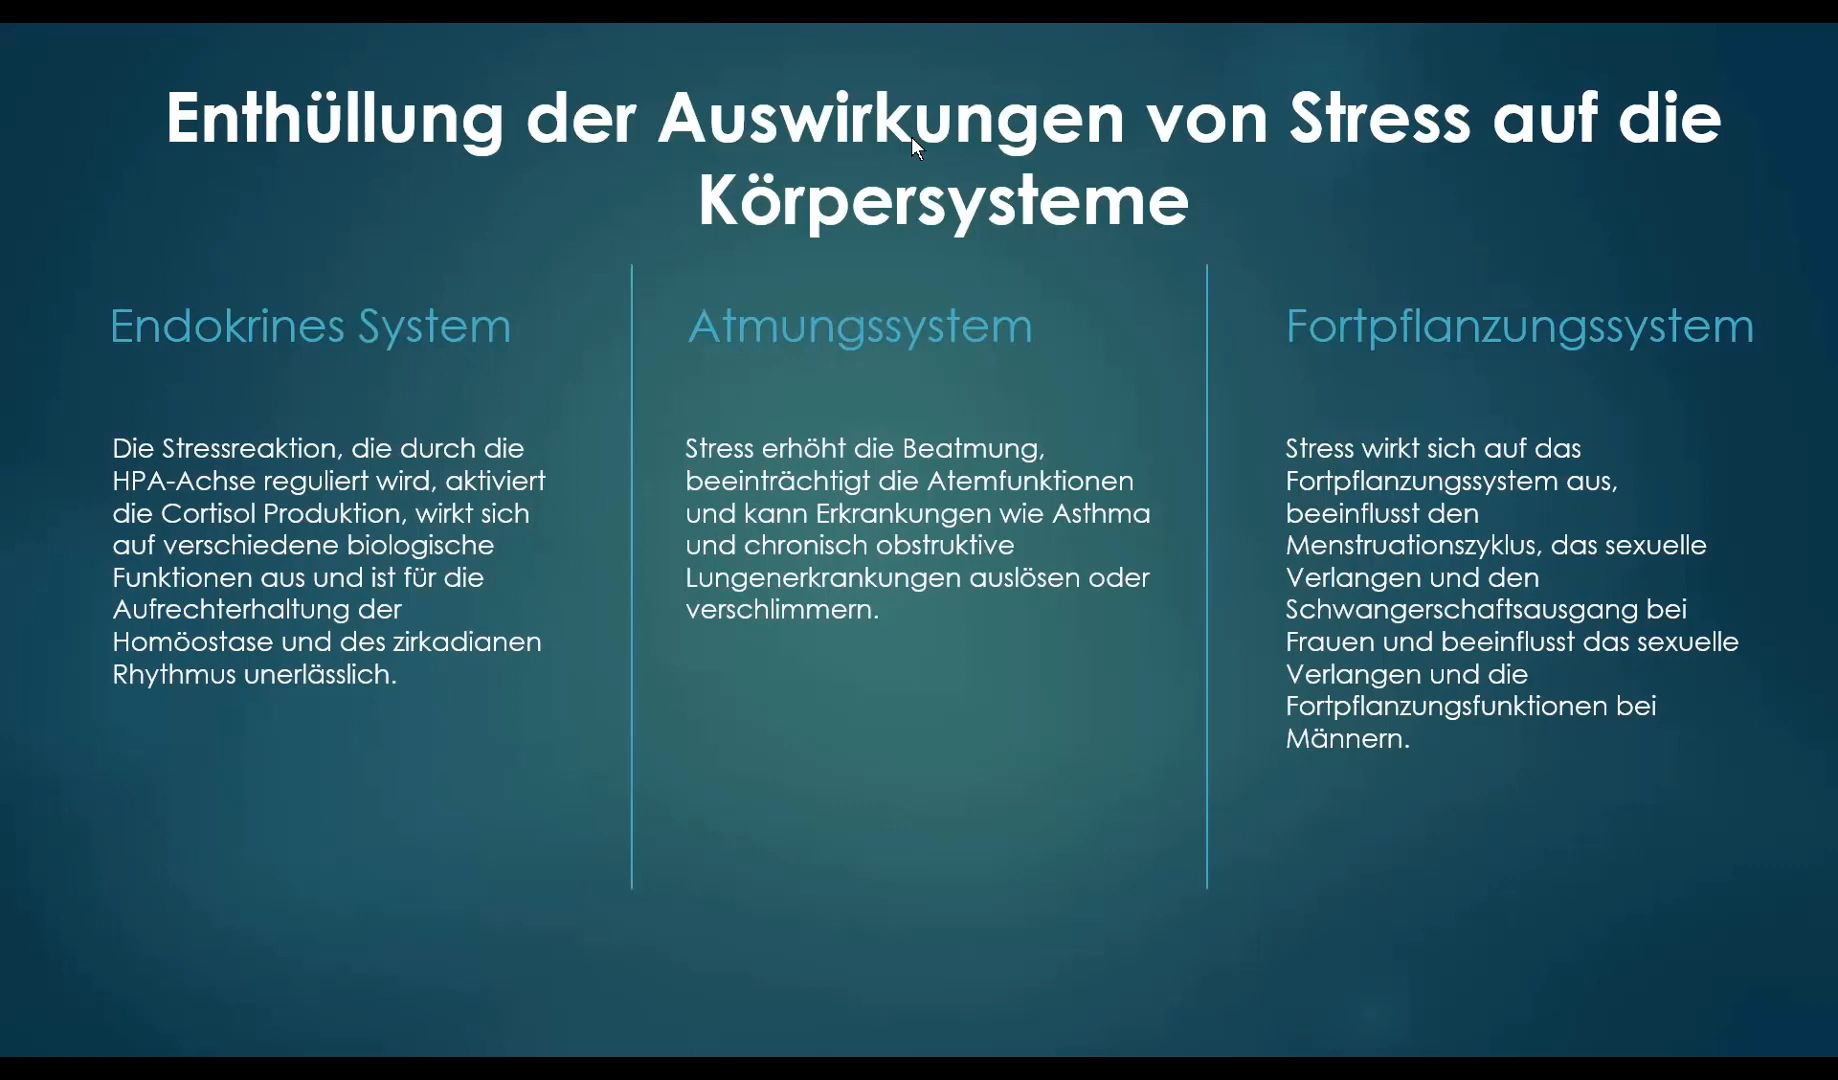 Enthüllung der Auswirkungen von Stress auf die
Körpersysteme
Endokrines System
Die Stressreaktion, die durch die
HPA-Achse reguliert wird, aktiviert
die Cortisol Produktion, wirkt sich
auf verschiedene biologische
Funktionen aus und ist für die
Aufrechterhaltung der
Homöostase und des zirkadianen
Rhythmus unerlässlich.
Atmungssystem
Stress erhöht die Beatmung,
beeinträchtigt die Atemfunktionen
und kann Erkrankungen wie Asthma
und chronisch obstruktive
Lungenerkrankungen auslösen oder
verschlimmern.
Fortpflanzungssystem
Stress wirkt sich auf das
Fortpflanzungssystem aus,
beeinflusst den
Menstruationszyklus, das sexuelle
Verlangen und den
Schwangerschaftsausgang bei
Frauen und beeinflusst das sexuelle
Verlangen und die
Fortpflanzungsfunktionen bei
Männern.